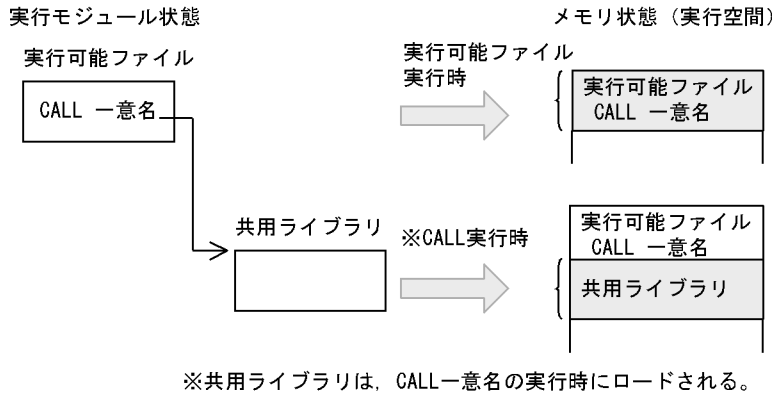 実行モジュール状態
メモリ状態（実行空間）
実行可能ファイル
CALL 一意名
実行可能ファイル
実行時
実行可能ファイル
CALL 一意名
共用ライブラリ
※CALL実行時
実行可能ファイル
CALL 一意名
共用ライブラリ
※共用ライブラリは，CALL一意名の実行時にロードされる。